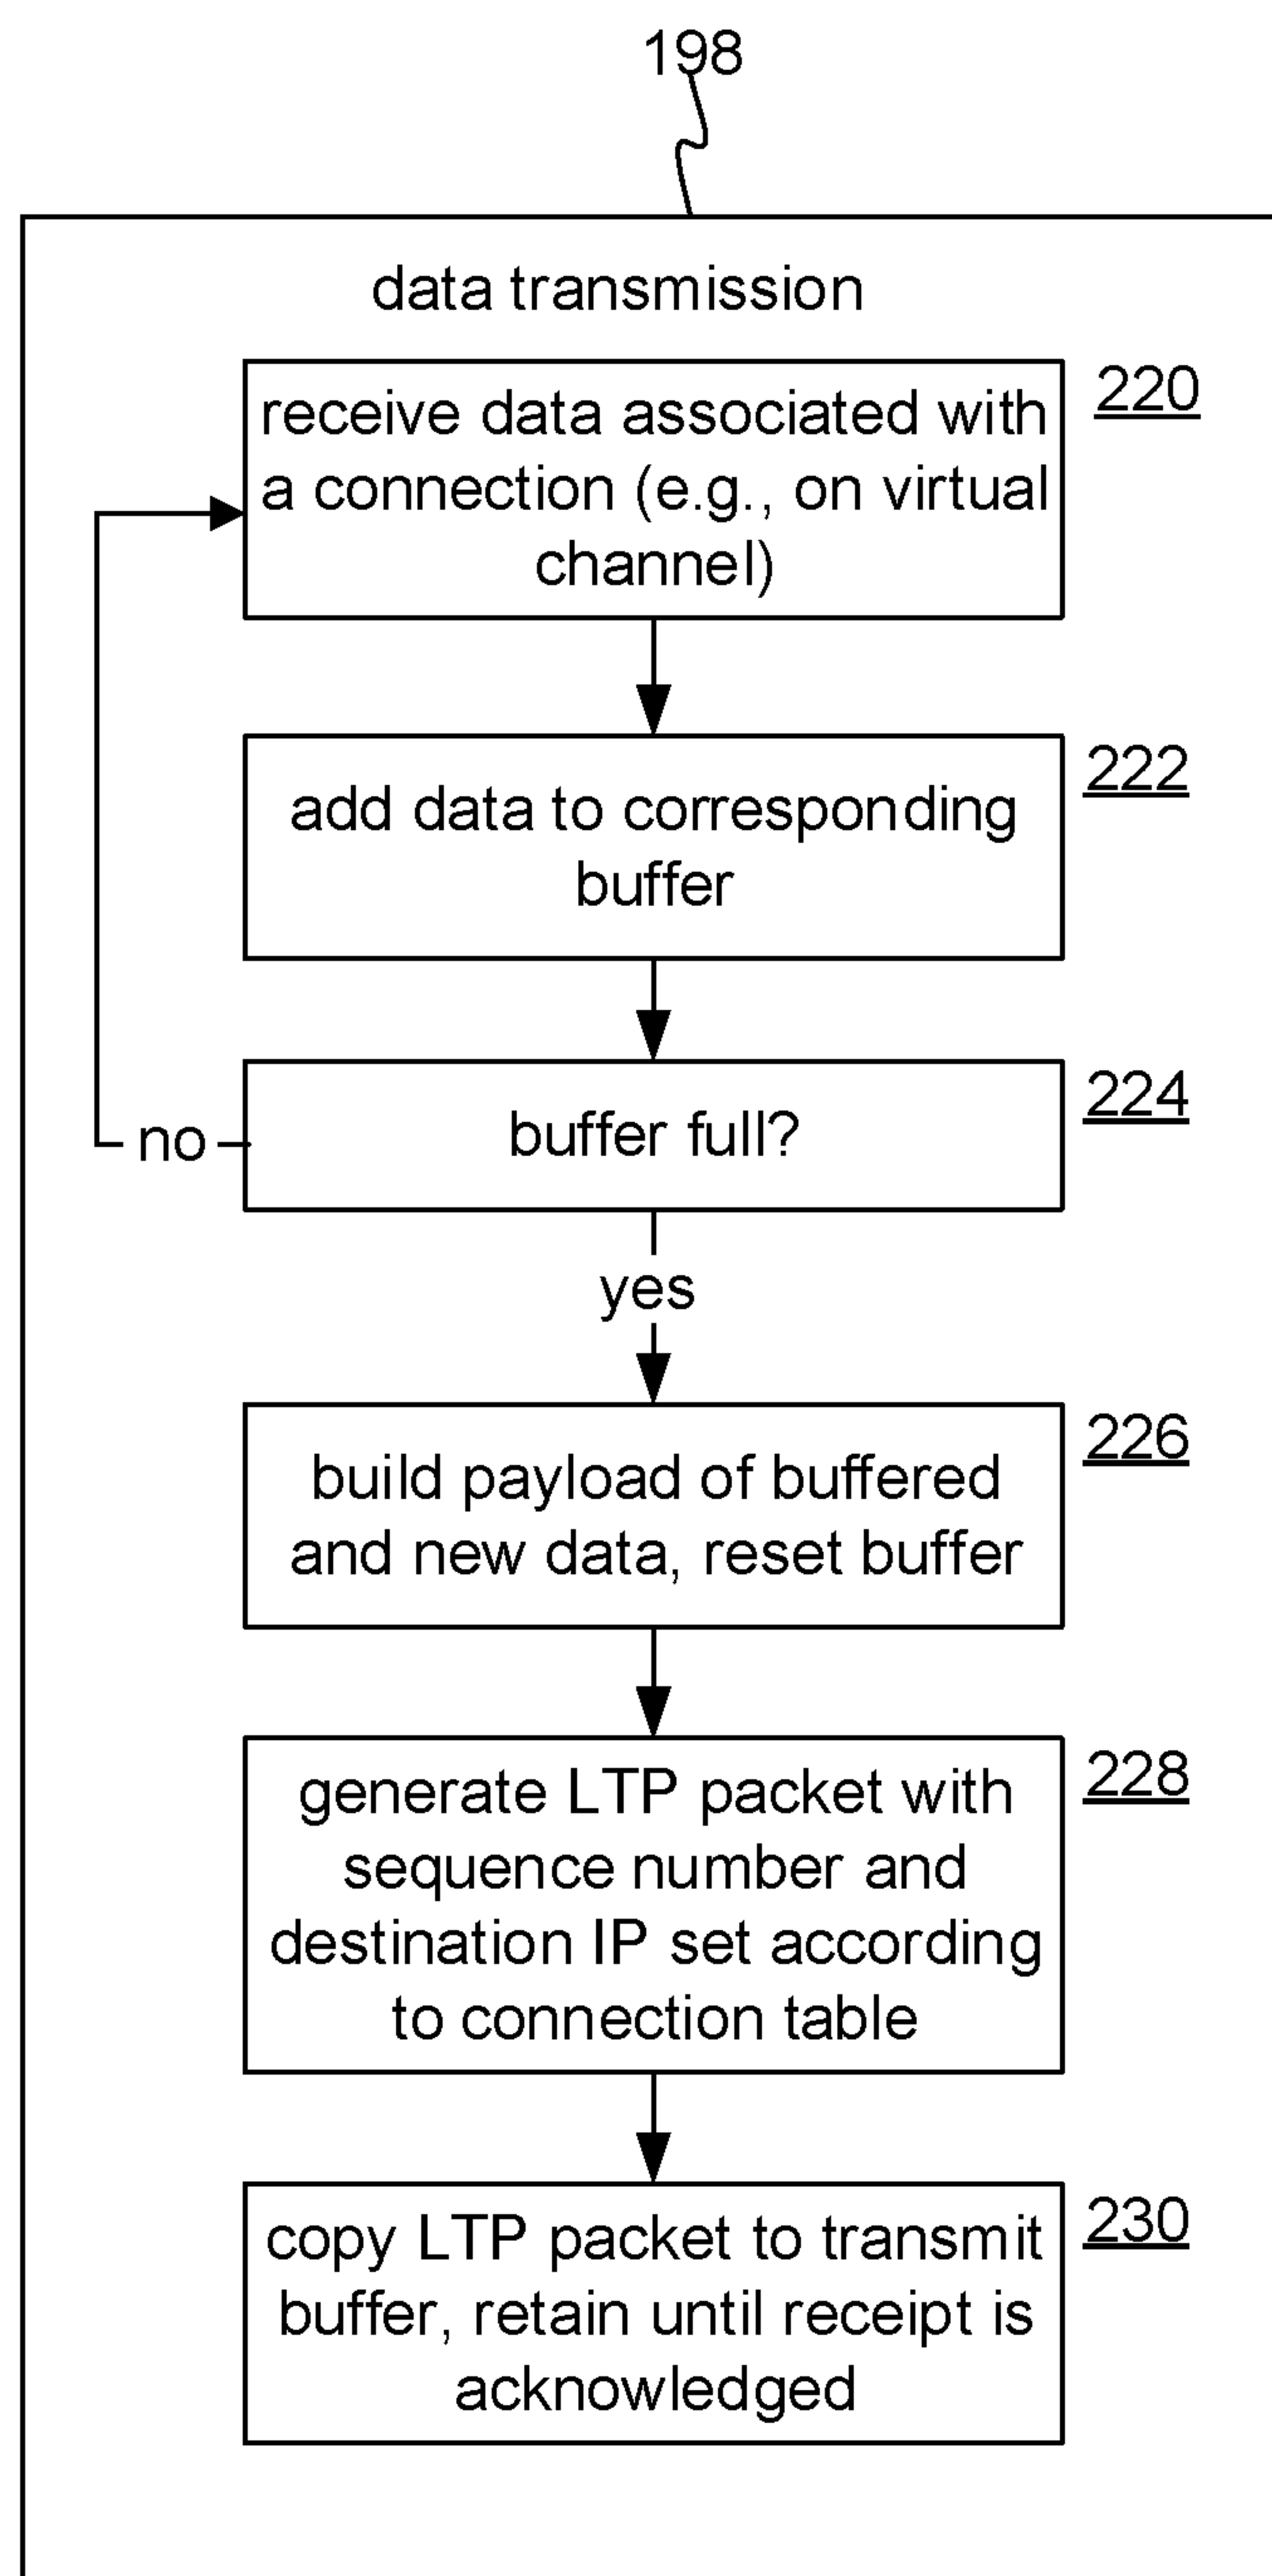 198
data transmission
220
receive data associated with
a connection (e.g., on virtual
channel)
222
add data to corresponding
buffer
224
buffer full?
no
yes
226
build payload of buffered
and new data, reset buffer
228
generate LTP packet with
sequence number and
destination IP set according
to connection table
230
copy LTP packet to transmit
buffer, retain until receipt is
acknowledged